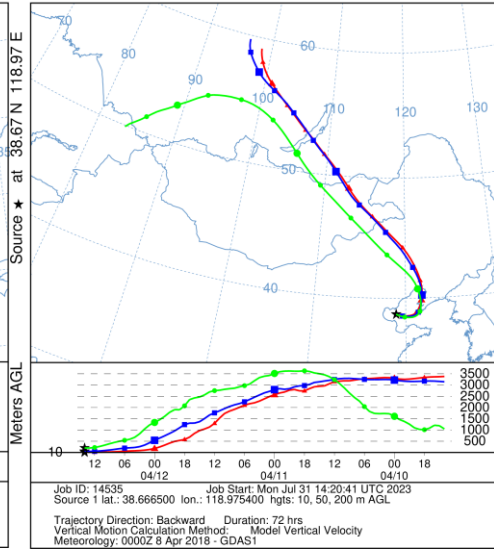 Source ★ at 38.67 N 118.97 E
70
80
90
100
110
120
130
60
50
40
Meters AGL
10
3500
3000
2500
2000
1500
1000
500
12 06 00 18 12 06 00 18 12 06 00 18
04/12 04/11 04/10
Job ID: 14535 Job Start: Mon Jul 31 14:20:41 UTC 2023
Source 1 lat.: 38.666500 lon.: 118.975400 hgts: 10, 50, 200 m AGL
Trajectory Direction: Backward Duration: 72 hrs
Vertical Motion Calculation Method: Model Vertical Velocity
Meteorology: 0000Z 8 Apr 2018 - GDAS1